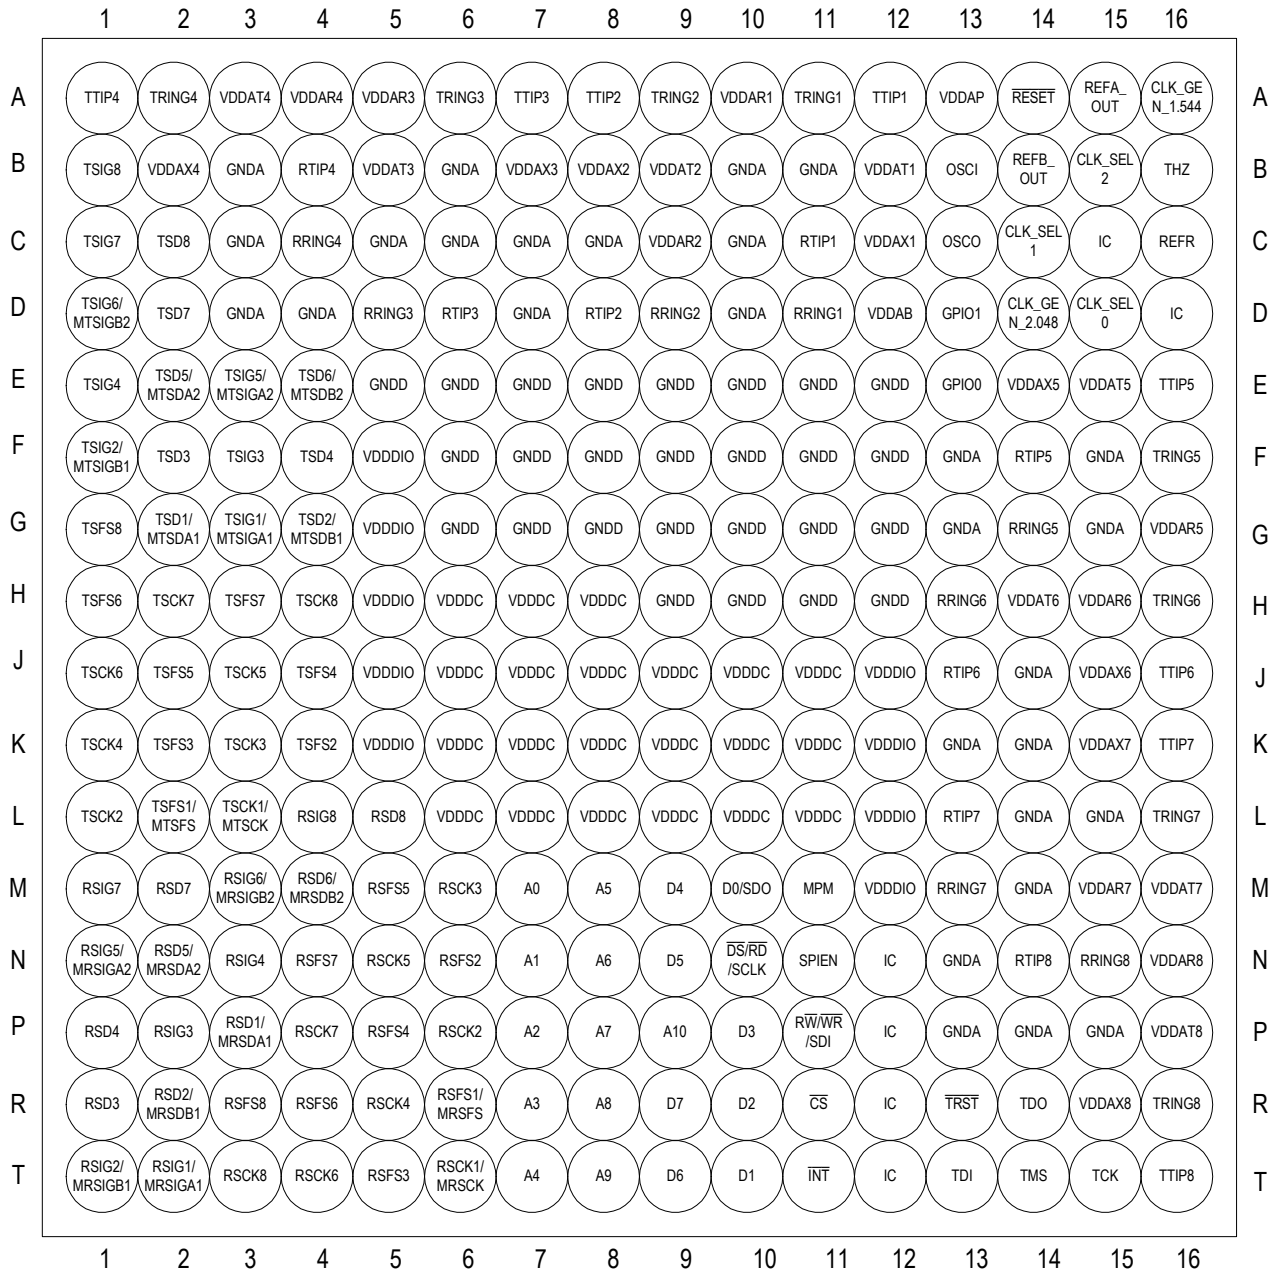 1 2 3 4 5 6 7 8 9 10 11 12 13 14 15 16
A TTIP4 TRING4 VDDAT4 VDDAR4 VDDAR3 TRING3 TTIP3 TTIP2 TRING2 VDDAR1 TRING1 TTIP1 VDDAP RESET REFA_ OUT CLK_GE N_1.544 A
B TSIG8 VDDAX4 GNDA RTIP4 VDDAT3 GNDA VDDAX3 VDDAX2 VDDAT2 GNDA GNDA VDDAT1 OSCI REFB_ OUT CLK_SEL 2 THZ B
C TSIG7 TSD8 GNDA RRING4 GNDA GNDA GNDA GNDA VDDAR2 GNDA RTIP1 VDDAX1 OSCO CLK_SEL 1 IC REFR C
D TSIG6/ MTSIGB2 TSD7 GNDA GNDA RRING3 RTIP3 GNDA RTIP2 RRING2 GNDA RRING1 VDDAB GPIO1 CLK_GE N_2.048 CLK_SEL 0 IC D
E TSIG4 TSD5/ MTSDA2 TSIG5/ MTSIGA2 TSD6/ MTSDB2 GNDD GNDD GNDD GNDD GNDD GNDD GNDD GNDD GPIO0 VDDAX5 VDDAT5 TTIP5 E
F TSIG2/ MTSIGB1 TSD3 TSIG3 TSD4 VDDDIO GNDD GNDD GNDD GNDD GNDD GNDD GNDD GNDA RTIP5 GNDA TRING5 F
G TSFS8 TSD1/ MTSDA1 TSIG1/ MTSIGA1 TSD2/ MTSDB1 VDDDIO GNDD GNDD GNDD GNDD GNDD GNDD GNDD GNDA RRING5 GNDA VDDAR5 G
H TSFS6 TSCK7 TSFS7 TSCK8 VDDDIO VDDDC VDDDC VDDDC GNDD GNDD GNDD GNDD RRING6 VDDAT6 VDDAR6 TRING6 H
J TSCK6 TSFS5 TSCK5 TSFS4 VDDDIO VDDDC VDDDC VDDDC VDDDC VDDDC VDDDC VDDDIO RTIP6 GNDA VDDAX6 TTIP6 J
K TSCK4 TSFS3 TSCK3 TSFS2 VDDDIO VDDDC VDDDC VDDDC VDDDC VDDDC VDDDC VDDDIO GNDA GNDA VDDAX7 TTIP7 K
L TSCK2 TSFS1/ MTSFS TSCK1/ MTSCK RSIG8 RSD8 VDDDC VDDDC VDDDC VDDDC VDDDC VDDDC VDDDIO RTIP7 GNDA GNDA TRING7 L
M RSIG7 RSD7 RSIG6/ MRSIGB2 RSD6/ MRSDB2 RSFS5 RSCK3 A0 A5 D4 D0/SDO MPM VDDDIO RRING7 GNDA VDDAR7 VDDAT7 M
N RSIG5/ MRSIGA2 RSD5/ MRSDA2 RSIG4 RSFS7 RSCK5 RSFS2 A1 A6 D5 DS/RD /SCLK SPIEN IC GNDA RTIP8 RRING8 VDDAR8 N
P RSD4 RSIG3 RSD1/ MRSDA1 RSCK7 RSFS4 RSCK2 A2 A7 A10 D3 RW/WR /SDI IC GNDA GNDA GNDA VDDAT8 P
R RSD3 RSD2/ MRSDB1 RSFS8 RSFS6 RSCK4 RSFS1/ MRSFS A3 A8 D7 D2 CS IC TRST TDO VDDAX8 TRING8 R
T RSIG2/ MRSIGB1 RSIG1/ MRSIGA1 RSCK8 RSCK6 RSFS3 RSCK1/ MRSCK A4 A9 D6 D1 INT IC TDI TMS TCK TTIP8 T
1 2 3 4 5 6 7 8 9 10 11 12 13 14 15 16